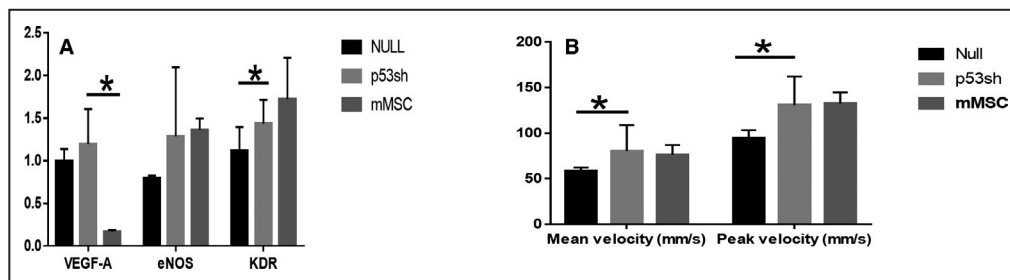 A
NULL
p53sh
mMSC
*
*
2.5
2.0
1.5
1.0
0.5
0.0
VEGF-A eNOS KDR
B
Null
p53sh
mMSC
*
*
200
150
100
50
0
Mean velocity (mm/s) Peak velocity (mm/s)